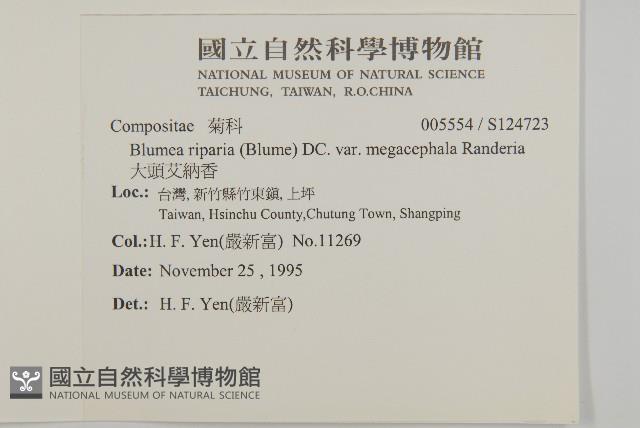 國立自然科學博物館
NATIONAL MUSEUM OF NATURAL SCIENCE
TAICHUNG, TAIWAN, R.O.CHINA
Compositae 菊科 005554 / S124723
Blumea riparia (Blume) DC. var. megacephala Randeria
大頭艾納香
Loc.: 台灣, 新竹縣竹東鎮, 上坪
Taiwan, Hsinchu County,Chutung Town, Shangping
Col.:H. F. Yen(嚴新富) No.11269
Date: November 25 , 1995
Det.: H. F. Yen(嚴新富)
國立自然科學博物館
NATIONAL MUSEUM OF NATURAL SCIENCE